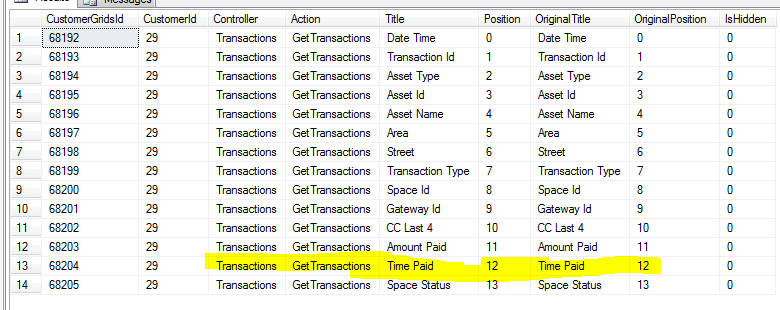 Messages
CustomerGridsId CustomerId Controller Action Title Position OriginalTitle OriginalPosition IsHidden
1 68192 29 Transactions GetTransactions Date Time 0 Date Time 0 0
2 68193 29 Transactions GetTransactions Transaction Id 1 Transaction Id 1 0
3 68194 29 Transactions GetTransactions Asset Type 2 Asset Type 2 0
4 68195 29 Transactions GetTransactions Asset Id 3 Asset Id 3 0
5 68196 29 Transactions GetTransactions Asset Name 4 Asset Name 4 0
6 68197 29 Transactions GetTransactions Area 5 Area 5 0
7 68198 29 Transactions GetTransactions Street 6 Street 6 0
8 68199 29 Transactions GetTransactions Transaction Type 7 Transaction Type 7 0
9 68200 29 Transactions GetTransactions Space Id 8 Space Id 8 0
10 68201 29 Transactions GetTransactions Gateway Id 9 Gateway Id 9 0
11 68202 29 Transactions GetTransactions CC Last 4 10 CC Last 4 10 0
12 68203 29 Transactions GetTransactions Amount Paid 11 Amount Paid 11 0
13 68204 29 Transactions GetTransactions Time Paid 12 Time Paid 12 0
14 68205 29 Transactions GetTransactions Space Status 13 Space Status 13 0